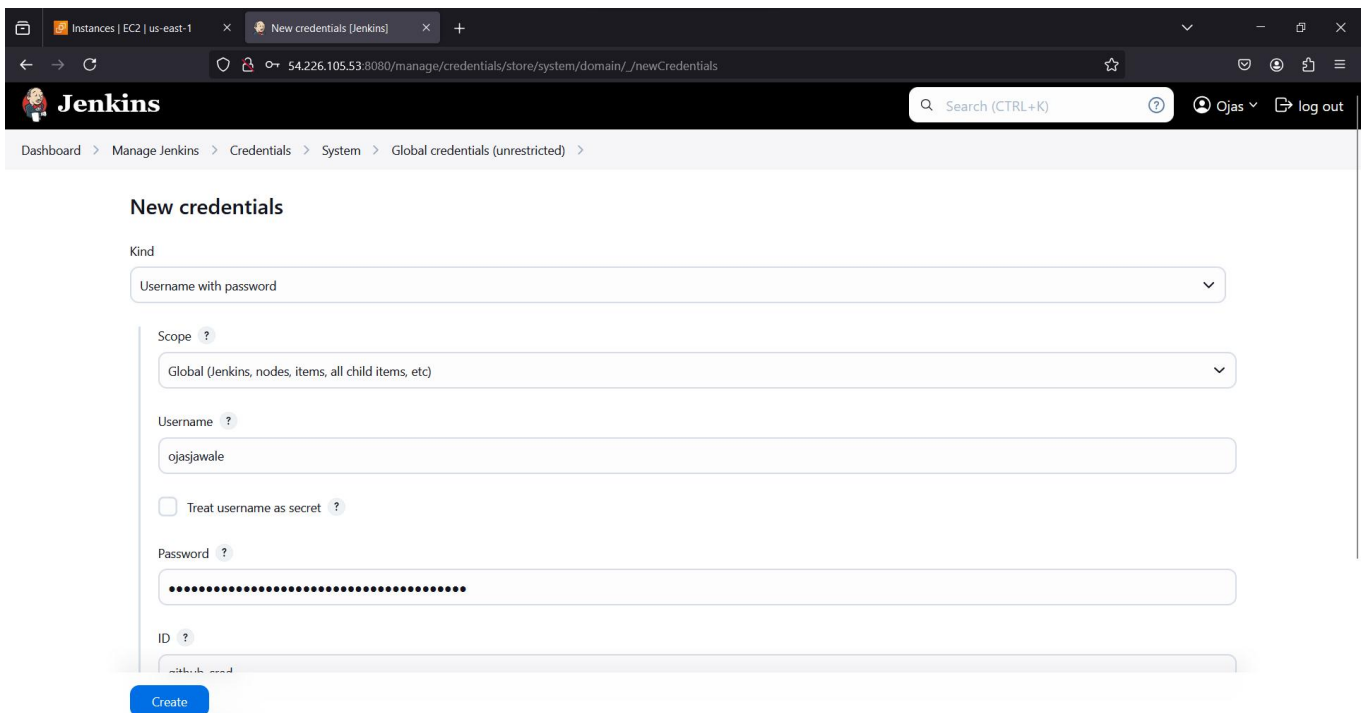 Instances | EC2 | us-east-1
New credentials [Jenkins]
54.226.105.53:8080/manage/credentials/store/system/domain/_/newCredentials
Jenkins
Search (CTRL+K)
?
Ojas
log out
Dashboard > Manage Jenkins > Credentials > System > Global credentials (unrestricted) >
New credentials
Kind
Username with password
Scope ?
Global (Jenkins, nodes, items, all child items, etc)
Username ?
ojasjawale
Treat username as secret ?
Password ?
••••••••••••••••••••••••••••••••••••••••
ID ?
Create